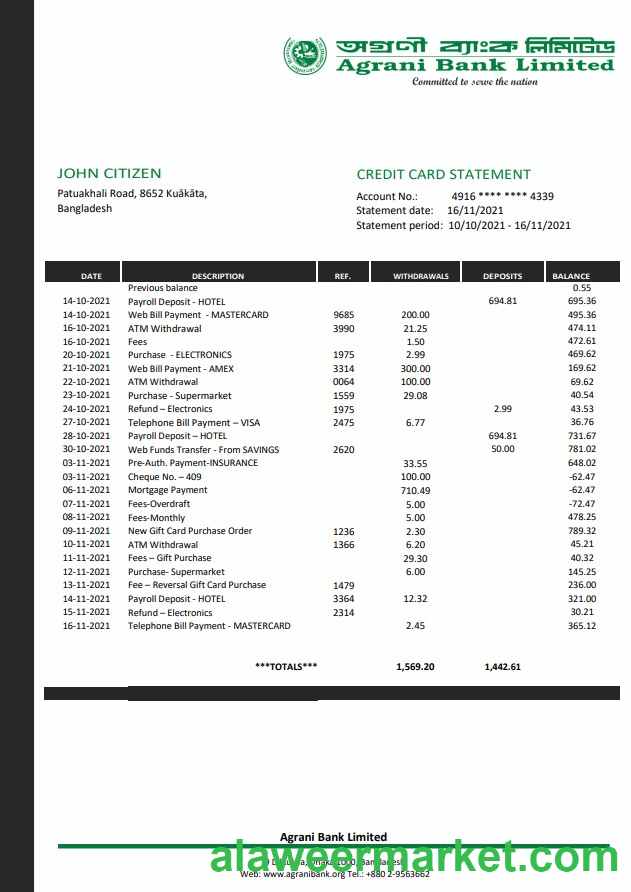 অগ্রণী ব্যাংক লিমিটেড
Agrani Bank Limited
Committed to serve the nation
JOHN CITIZEN
Patuakhali Road, 8652 Kuākāta,
Bangladesh
CREDIT CARD STATEMENT
Account No.: 4916 **** **** 4339
Statement date: 16/11/2021
Statement period: 10/10/2021 - 16/11/2021
DATE DESCRIPTION REF. WITHDRAWALS DEPOSITS BALANCE
Previous balance 0.55
14-10-2021 Payroll Deposit - HOTEL 694.81 695.36
14-10-2021 Web Bill Payment - MASTERCARD 9685 200.00 495.36
16-10-2021 ATM Withdrawal 3990 21.25 474.11
16-10-2021 Fees 1.50 472.61
20-10-2021 Purchase - ELECTRONICS 1975 2.99 469.62
21-10-2021 Web Bill Payment - AMEX 3314 300.00 169.62
22-10-2021 ATM Withdrawal 0064 100.00 69.62
23-10-2021 Purchase - Supermarket 1559 29.08 40.54
24-10-2021 Refund – Electronics 1975 2.99 43.53
27-10-2021 Telephone Bill Payment – VISA 2475 6.77 36.76
28-10-2021 Payroll Deposit – HOTEL 694.81 731.67
30-10-2021 Web Funds Transfer - From SAVINGS 2620 50.00 781.02
03-11-2021 Pre-Auth. Payment-INSURANCE 33.55 648.02
03-11-2021 Cheque No. – 409 100.00 -62.47
06-11-2021 Mortgage Payment 710.49 -62.47
07-11-2021 Fees-Overdraft 5.00 -72.47
08-11-2021 Fees-Monthly 5.00 478.25
09-11-2021 New Gift Card Purchase Order 1236 2.30 789.32
10-11-2021 ATM Withdrawal 1366 6.20 45.21
11-11-2021 Fees – Gift Purchase 29.30 40.32
12-11-2021 Purchase- Supermarket 6.00 145.25
13-11-2021 Fee – Reversal Gift Card Purchase 1479 236.00
14-11-2021 Payroll Deposit - HOTEL 3364 12.32 321.00
15-11-2021 Refund – Electronics 2314 30.21
16-11-2021 Telephone Bill Payment - MASTERCARD 2.45 365.12
***TOTALS*** 1,569.20 1,442.61
Agrani Bank Limited
alaweermarket.com
Web: www.agranibank.org Tel.: +880 2-9563662